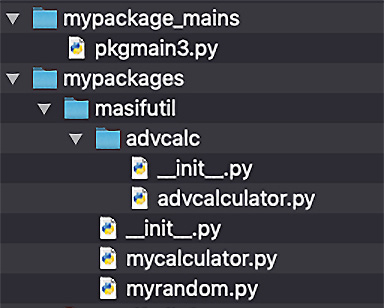 mypackage_mains
pkgmain3.py
mypackages
masifutil
advcalc
__init__.py
advcalculator.py
__init__.py
mycalculator.py
myrandom.py